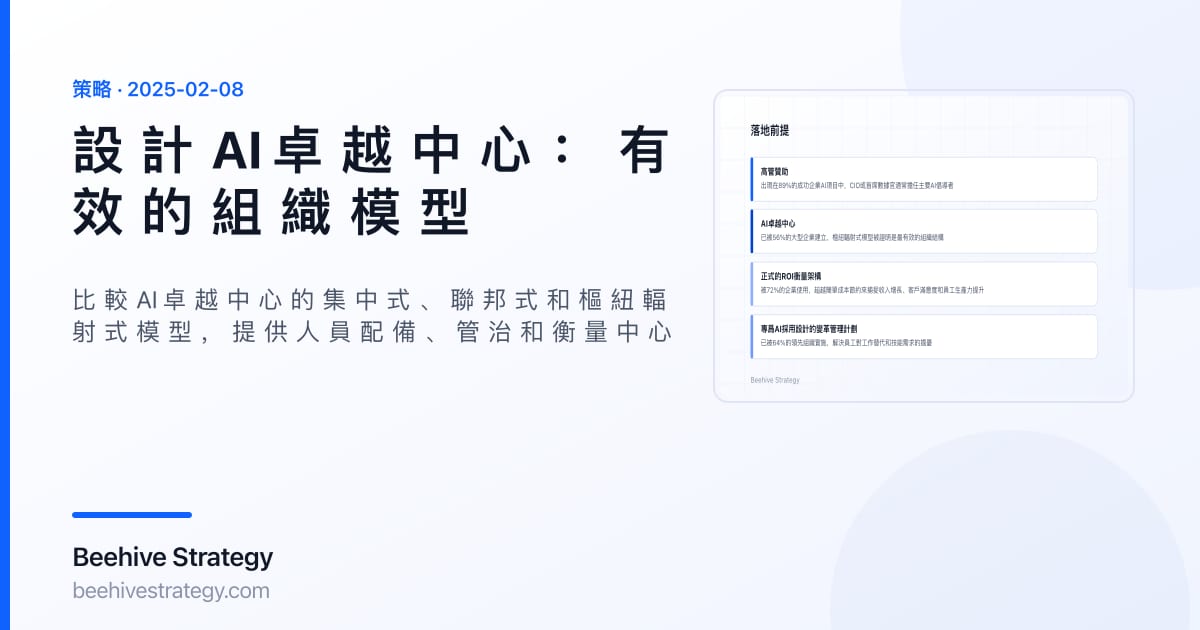 策略 · 2025-02-08
設計AI卓越中心：有
效的組織模型
比較AI卓越中心的集中式、聯邦式和樞紐輻
射式模型，提供人員配備、管治和衡量中心
落地前提
高管贊助
出現在89%的成功企業AI項目中，CIO或首席數據官通常擔任主要AI倡導者
AI卓越中心
已被56%的大型企業建立，樞紐輻射式模型被證明是最有效的組織結構
正式的ROI衡量架構
被72%的企業使用，超越簡單成本節約來捕捉收入增長、客戶滿意度和員工生產力提升
專爲AI採用設計的變革管理計劃
已被64%的領先組織實施，解決員工對工作替代和技能需求的擔憂
Beehive Strategy
Beehive Strategy
beehivestrategy.com